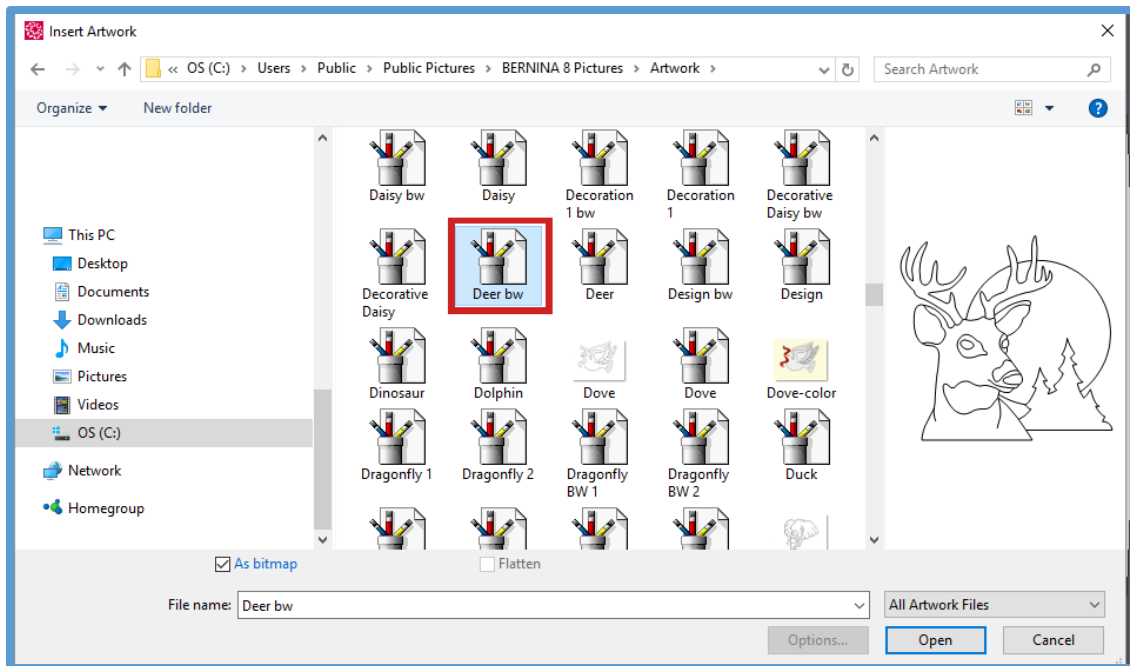 Insert Artwork
« OS (C:) > Users > Public > Public Pictures > BERNINA 8 Pictures > Artwork >
Search Artwork
Organize
New folder
?
This PC
Desktop
Documents
Downloads
Music
Pictures
Videos
OS (C:)
Network
Homegroup
Daisy bw
Daisy
Decoration
1 bw
Decoration
1
Decorative
Daisy bw
Decorative
Daisy
Deer bw
Deer
Design bw
Design
Dinosaur
Dolphin
Dove
Dove
Dove-color
Dragonfly 1
Dragonfly 2
Dragonfly
BW 1
Dragonfly
BW 2
Duck
As bitmap
Flatten
File name:
Deer bw
All Artwork Files
Options...
Open
Cancel